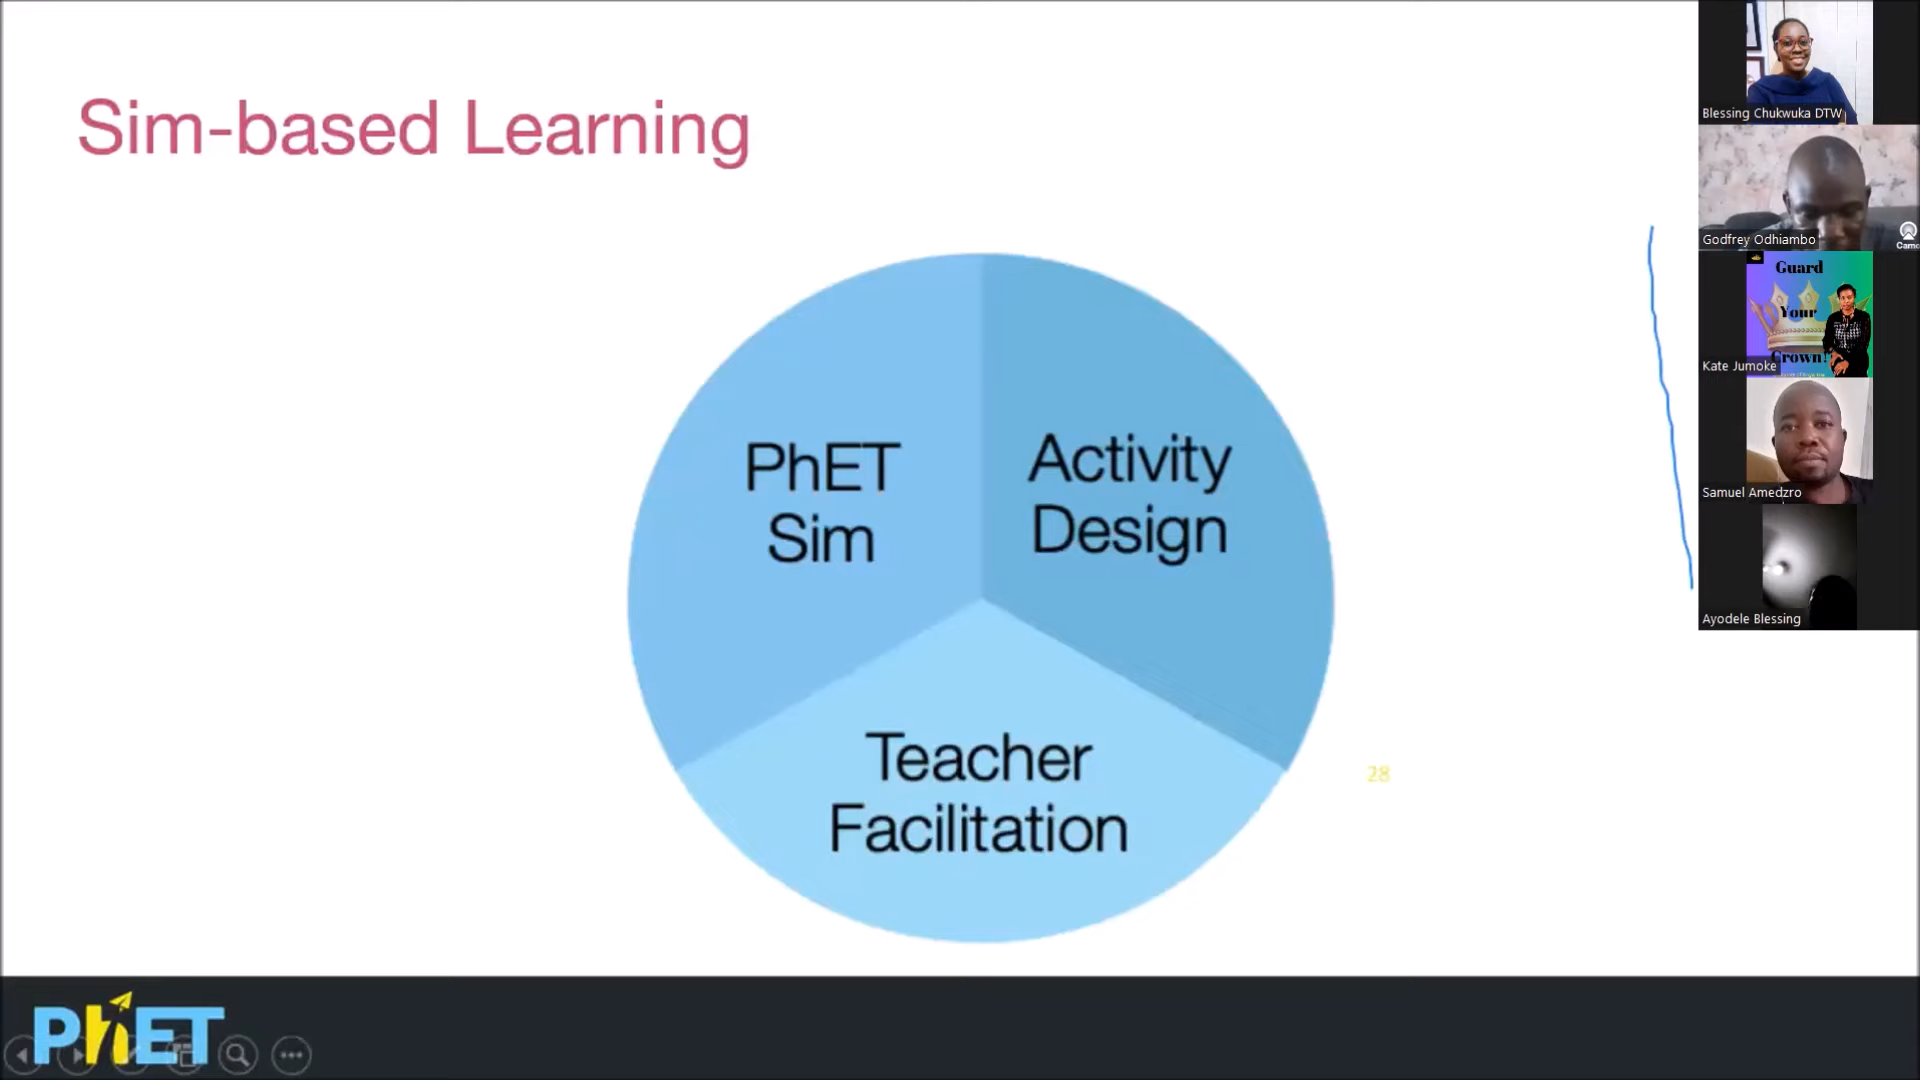 Sim-based Learning
PhET
Sim
Activity
Design
Teacher
Facilitation
28
PhET
Blessing Chukwuka DTW
Godfrey Odhiambo
Guard
Your
Crown!
Kate Jumoke
Samuel Amedzro
Ayodele Blessing